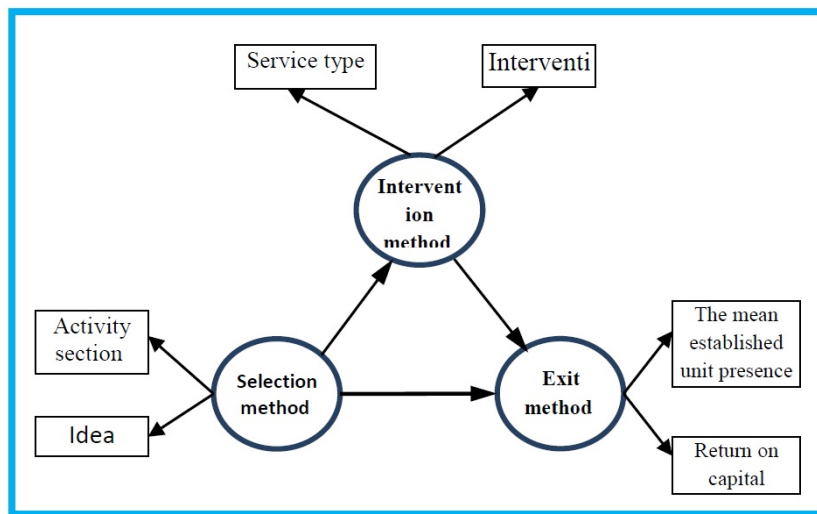 Service type
Interventi
Intervent
ion
method
Activity
section
Idea
Selection
method
Exit
method
The mean
established
unit presence
Return on
capital